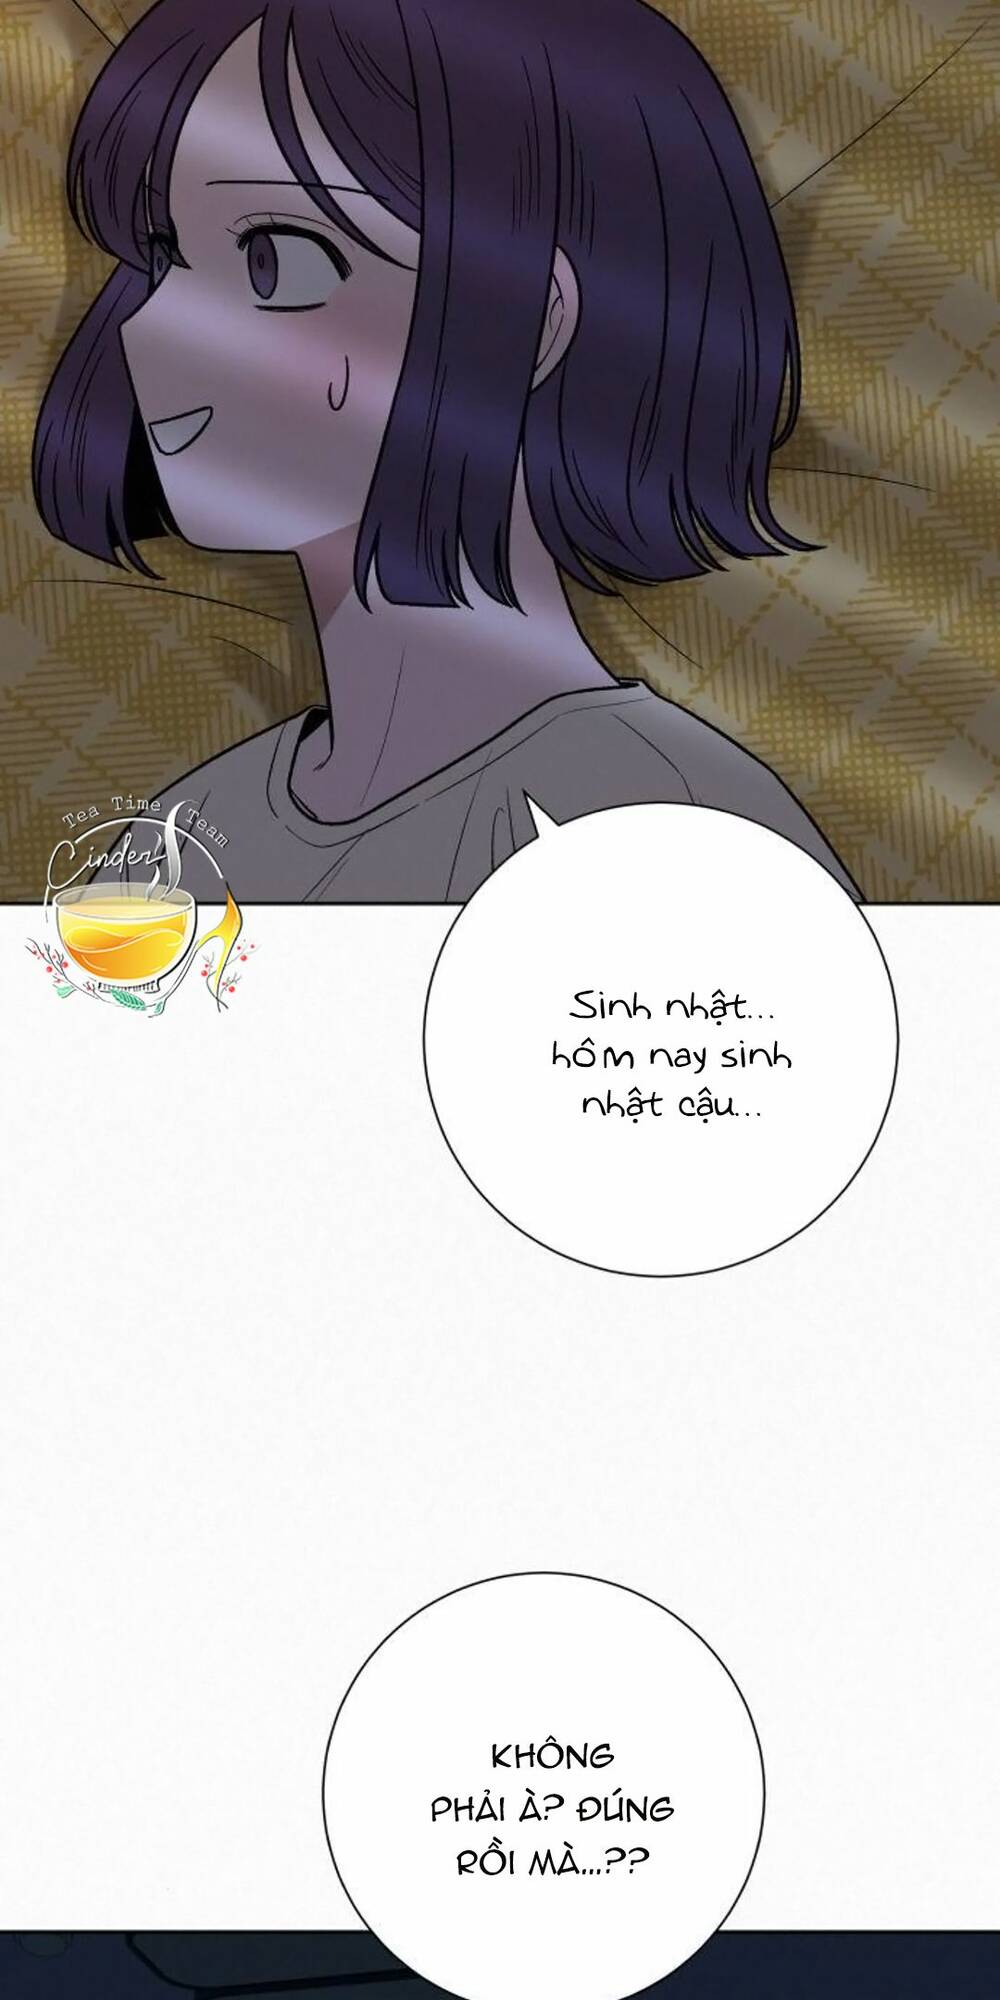 Tea Time Team
Cinder's
Sinh nhật...
hôm nay sinh
nhật cậu...
KHÔNG
PHẢI À? ĐÚNG
RỒI MÀ...??